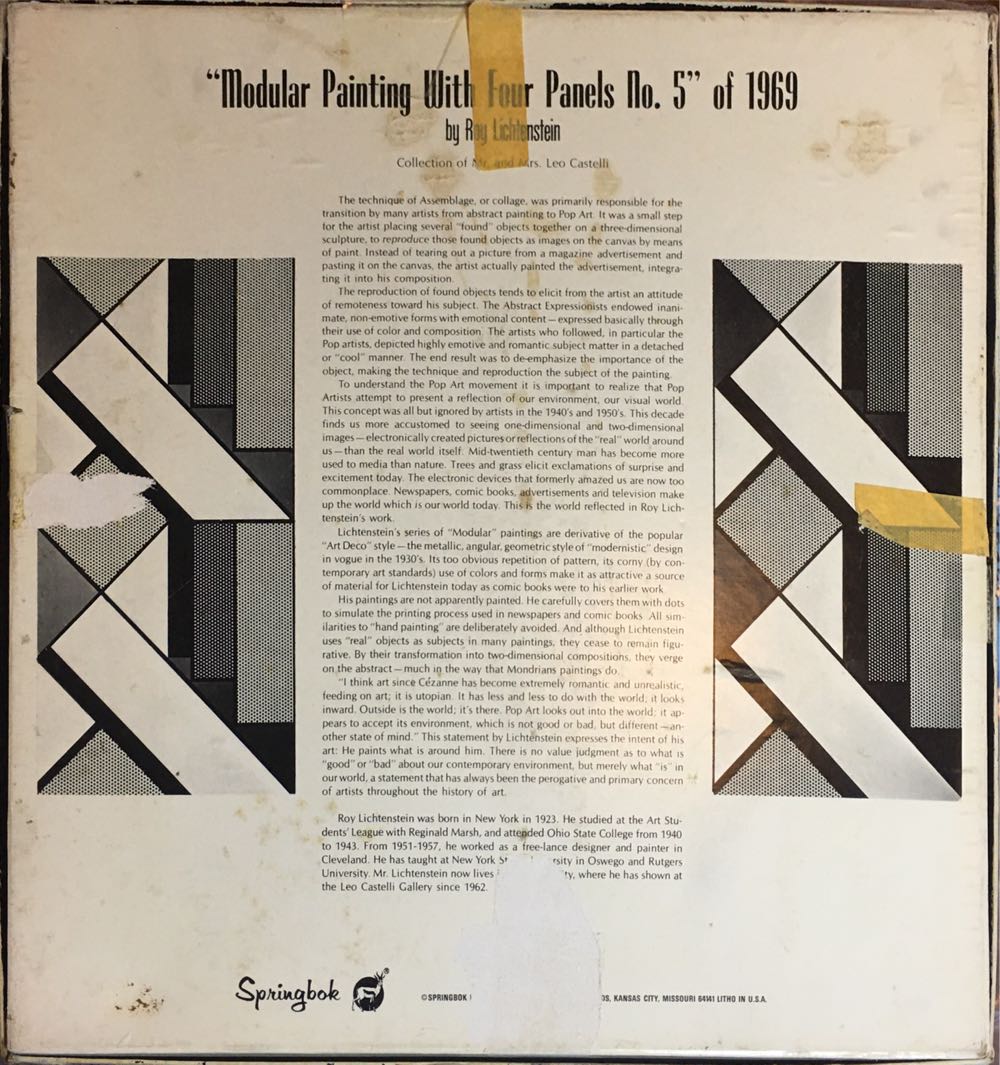 “Modular Painting With Four Panels No. 5” of 1969
by Roy Lichtenstein
Collection of Mr. and Mrs. Leo Castelli
The technique of Assemblage, or collage, was primarily responsible for the
transition by many artists from abstract painting to Pop Art. It was a small step
for the artist placing several “found” objects together on a three-dimensional
sculpture, to reproduce those found objects as images on the canvas by means
of paint. Instead of tearing out a picture from a magazine advertisement and
pasting it on the canvas, the artist actually painted the advertisement, integra-
ting it into his composition.
The reproduction of found objects tends to elicit from the artist an attitude
of remoteness toward his subject. The Abstract Expressionists endowed inani-
mate, non-emotive forms with emotional content — expressed basically through
their use of color and composition. The artists who followed, in particular the
Pop artists, depicted highly emotive and romantic subject matter in a detached
or “cool” manner. The end result was to de-emphasize the importance of the
object, making the technique and reproduction the subject of the painting.
To understand the Pop Art movement it is important to realize that Pop
Artists attempt to present a reflection of our environment, our visual world.
This concept was all but ignored by artists in the 1940's and 1950's. This decade
finds us more accustomed to seeing one-dimensional and two-dimensional
images — electronically created pictures or reflections of the “real” world around
us — than the real world itself. Mid-twentieth century man has become more
used to media than nature. Trees and grass elicit exclamations of surprise and
excitement today. The electronic devices that formerly amazed us are now too
commonplace. Newspapers, comic books, advertisements and television make
up the world which is our world today. This is the world reflected in Roy Lich-
tenstein's work.
Lichtenstein's series of “Modular” paintings are derivative of the popular
“Art Deco” style — the metallic, angular, geometric style of “modernistic” design
in vogue in the 1930's. Its too obvious repetition of pattern, its corny (by con-
temporary art standards) use of colors and forms make it as attractive a source
of material for Lichtenstein today as comic books were to his earlier work.
His paintings are not apparently painted. He carefully covers them with dots
to simulate the printing process used in newspapers and comic books. All sim-
ilarities to “hand painting” are deliberately avoided. And although Lichtenstein
uses “real” objects as subjects in many paintings, they cease to remain figu-
rative. By their transformation into two-dimensional compositions, they verge
on the abstract — much in the way that Mondrians paintings do.
“I think art since Cézanne has become extremely romantic and unrealistic,
feeding on art; it is utopian. It has less and less to do with the world; it looks
inward. Outside is the world; it's there. Pop Art looks out into the world; it ap-
pears to accept its environment, which is not good or bad, but different — an-
other state of mind.” This statement by Lichtenstein expresses the intent of his
art: He paints what is around him. There is no value judgment as to what is
“good” or “bad” about our contemporary environment, but merely what “is” in
our world, a statement that has always been the perogative and primary concern
of artists throughout the history of art.
Roy Lichtenstein was born in New York in 1923. He studied at the Art Stu-
dents' League with Reginald Marsh, and attended Ohio State College from 1940
to 1943. From 1951-1957, he worked as a free-lance designer and painter in
Cleveland. He has taught at New York in Oswego and Rutgers
University. Mr. Lichtenstein now lives where he has shown at
the Leo Castelli Gallery since 1962.
Springbok ®
©SPRINGBOK KANSAS CITY, MISSOURI 64141 LITHO IN U.S.A.